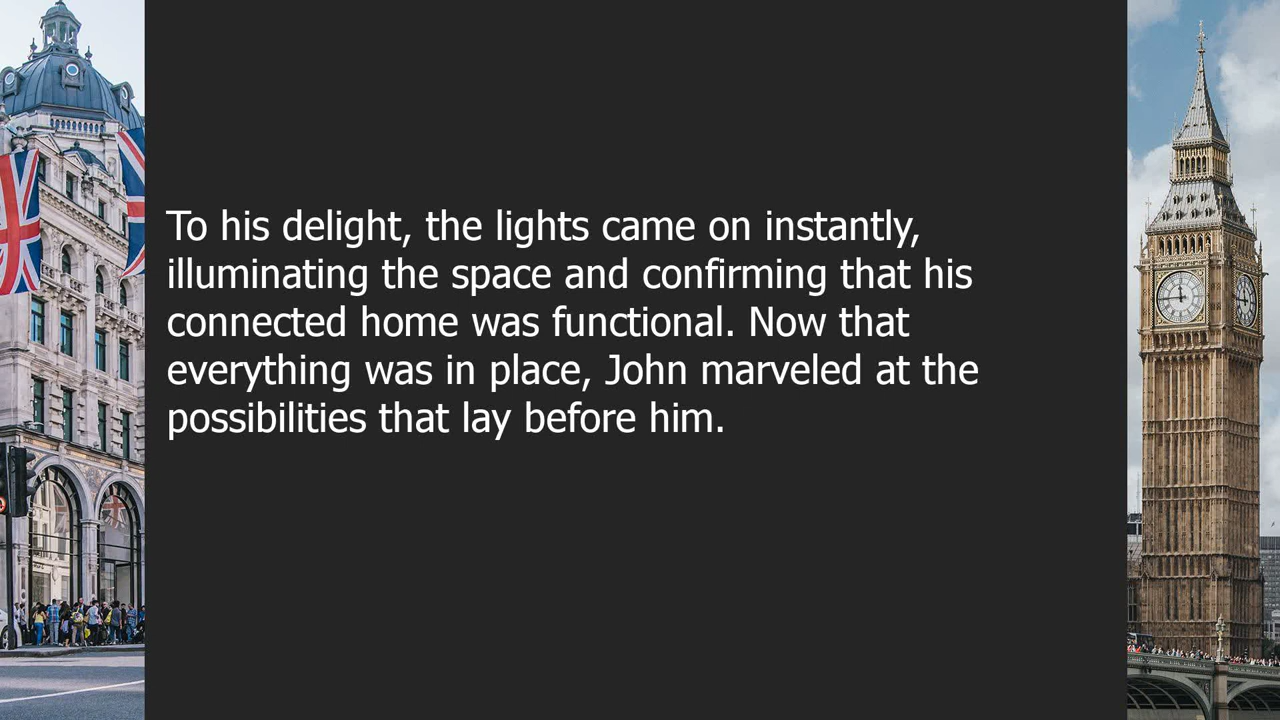 To his delight, the lights came on instantly,
illuminating the space and confirming that his
connected home was functional. Now that
everything was in place, John marveled at the
possibilities that lay before him.